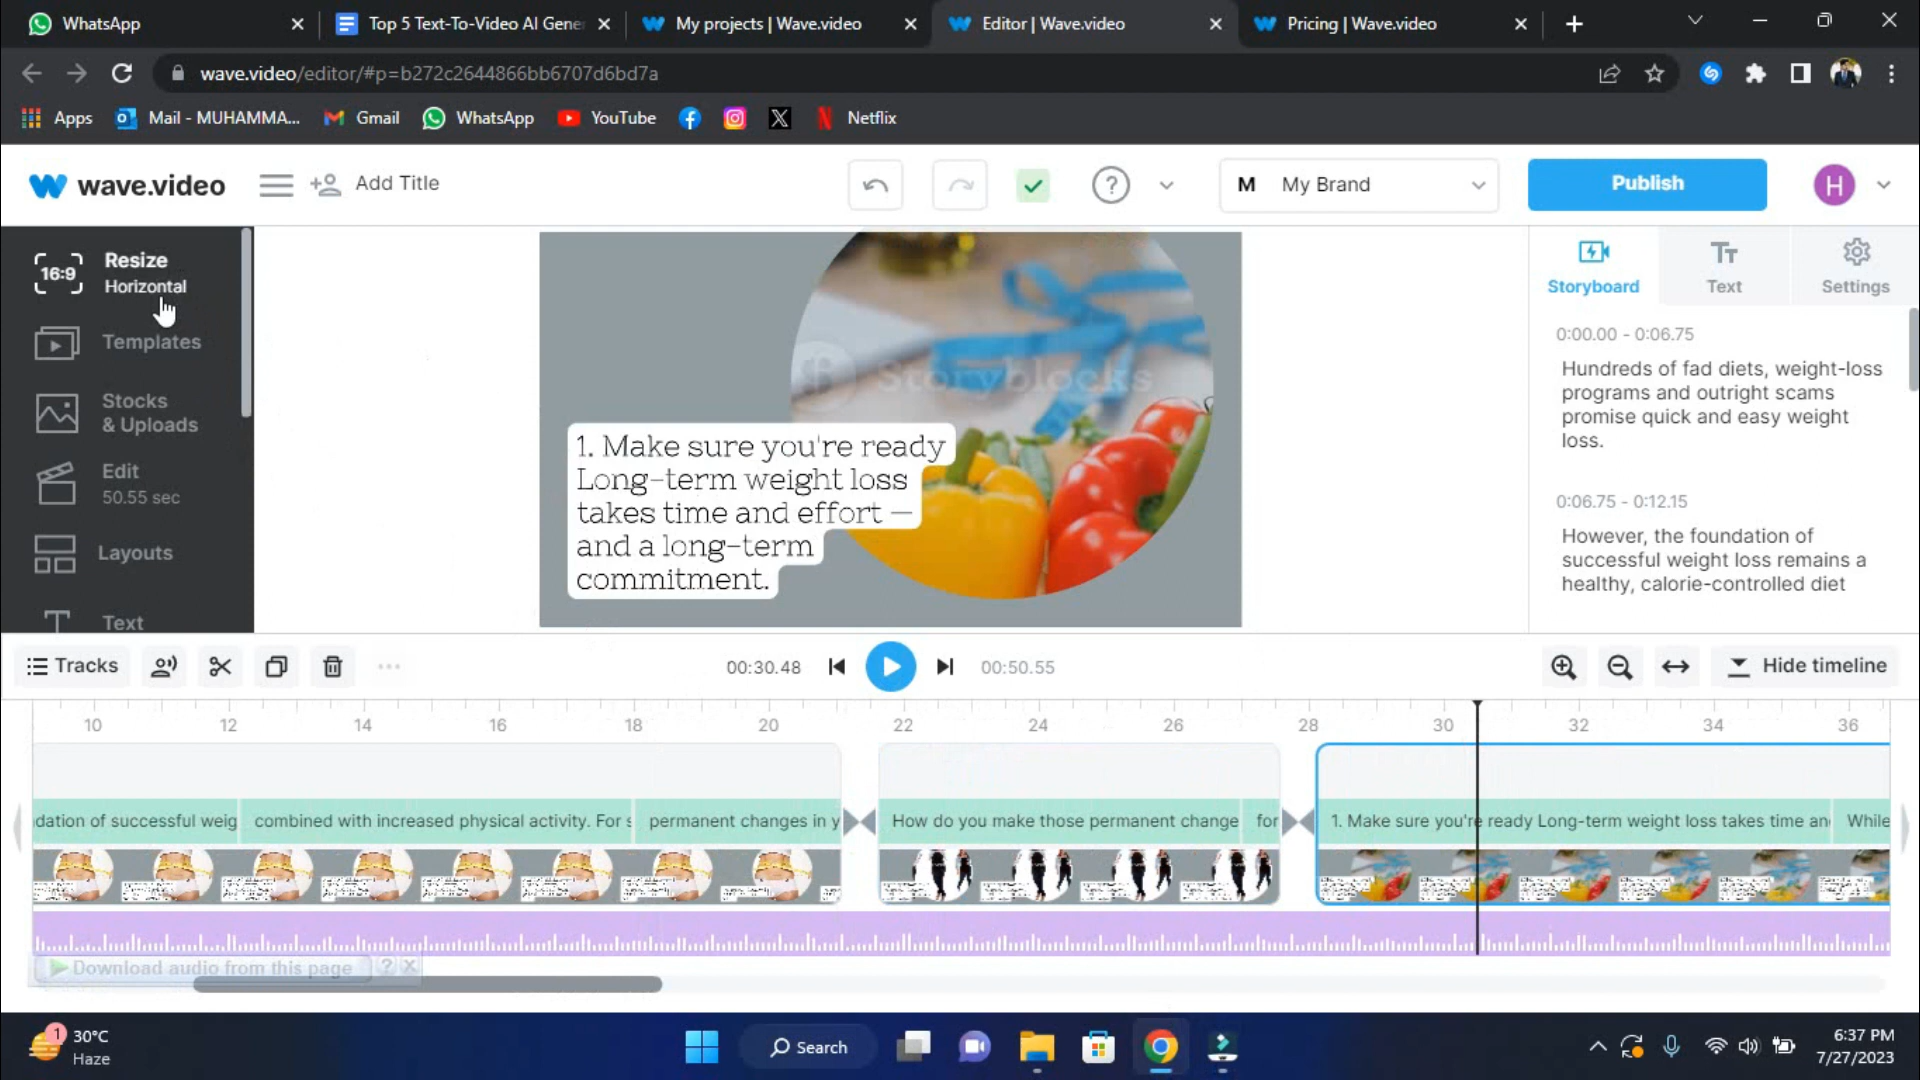 WhatsApp
Top 5 Text-To-Video AI Gene
My projects | Wave.video
Editor | Wave.video
Pricing | Wave.video
wave.video/editor/#p=b272c2644866bb6707d6bd7a
Apps
Mail - MUHAMMA...
Gmail
WhatsApp
YouTube
Netflix
wave.video
Add Title
M My Brand
Publish
H
16:9
Resize
Horizontal
Templates
Stocks
& Uploads
Edit
50.55 sec
Layouts
Text
Storyblocks
1. Make sure you're ready
Long-term weight loss
takes time and effort —
and a long-term
commitment.
Storyboard
Text
Settings
0:00.00 - 0:06.75
Hundreds of fad diets, weight-loss
programs and outright scams
promise quick and easy weight
loss.
0:06.75 - 0:12.15
However, the foundation of
successful weight loss remains a
healthy, calorie-controlled diet
Tracks
00:30.48
00:50.55
Hide timeline
10 12 14 16 18 20 22 24 26 28 30 32 34 36
dation of successful weig
combined with increased physical activity. For s
permanent changes in y
How do you make those permanent change
for
1. Make sure you're ready Long-term weight loss takes time an
While
Download audio from this page
? X
1
30°C
Haze
Search
6:37 PM
7/27/2023